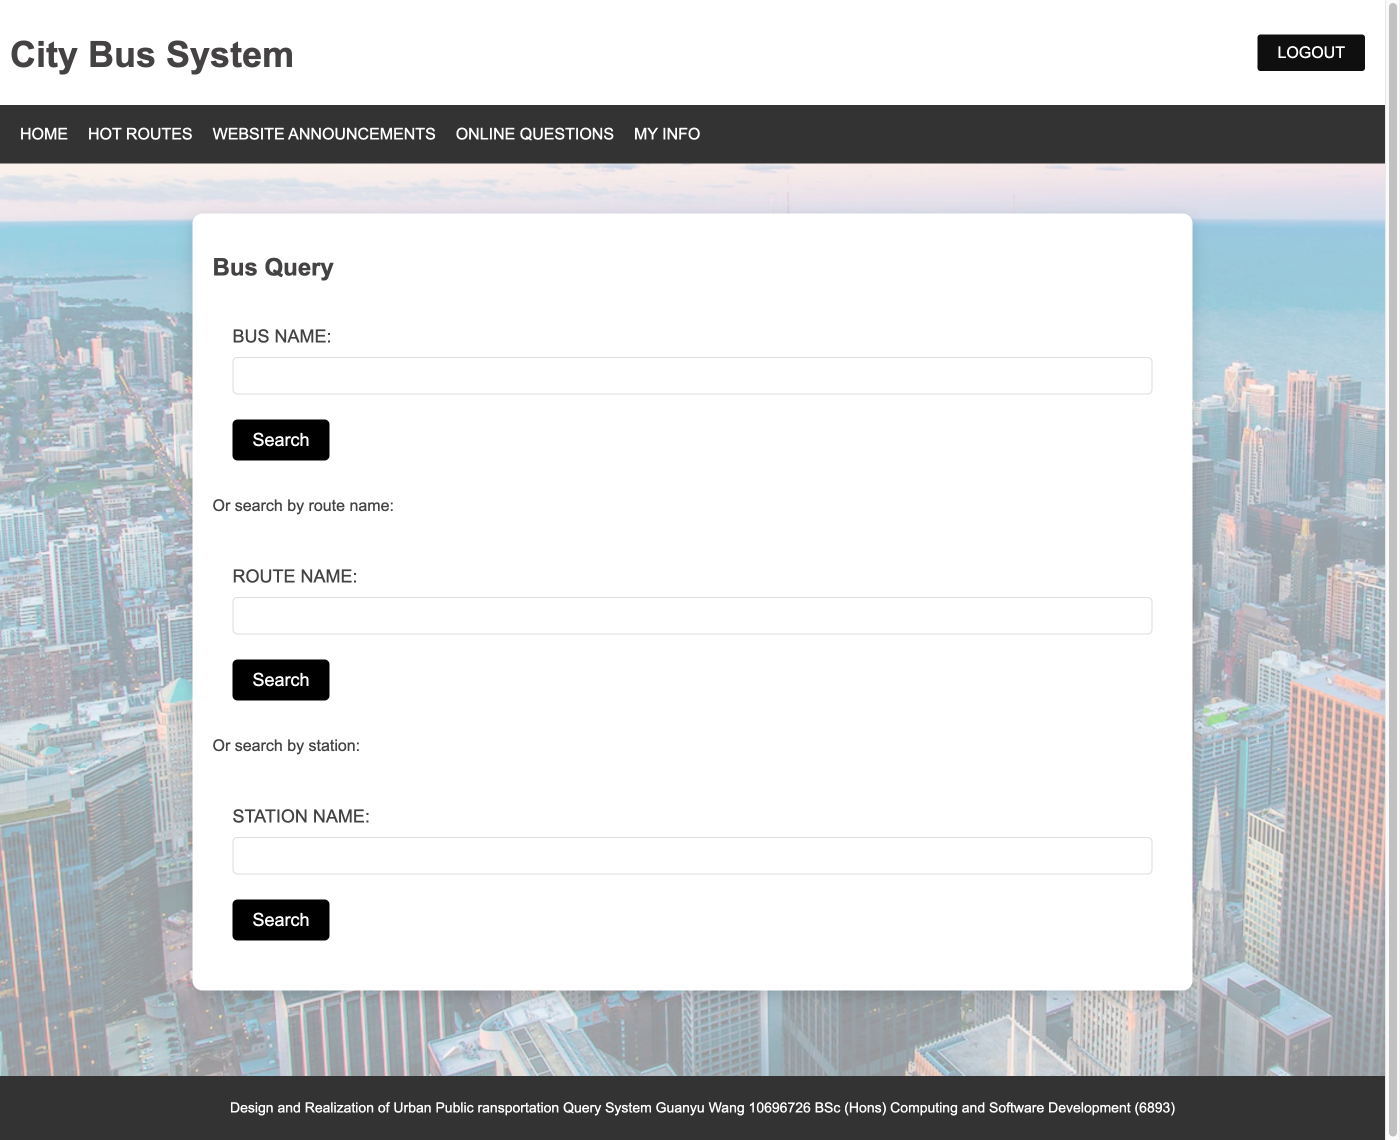 City Bus System
LOGOUT
HOME HOT ROUTES WEBSITE ANNOUNCEMENTS ONLINE QUESTIONS MY INFO
Bus Query
BUS NAME:
Search
Or search by route name:
ROUTE NAME:
Search
Or search by station:
STATION NAME:
Search
Design and Realization of Urban Public ransportation Query System Guanyu Wang 10696726 BSc (Hons) Computing and Software Development (6893)